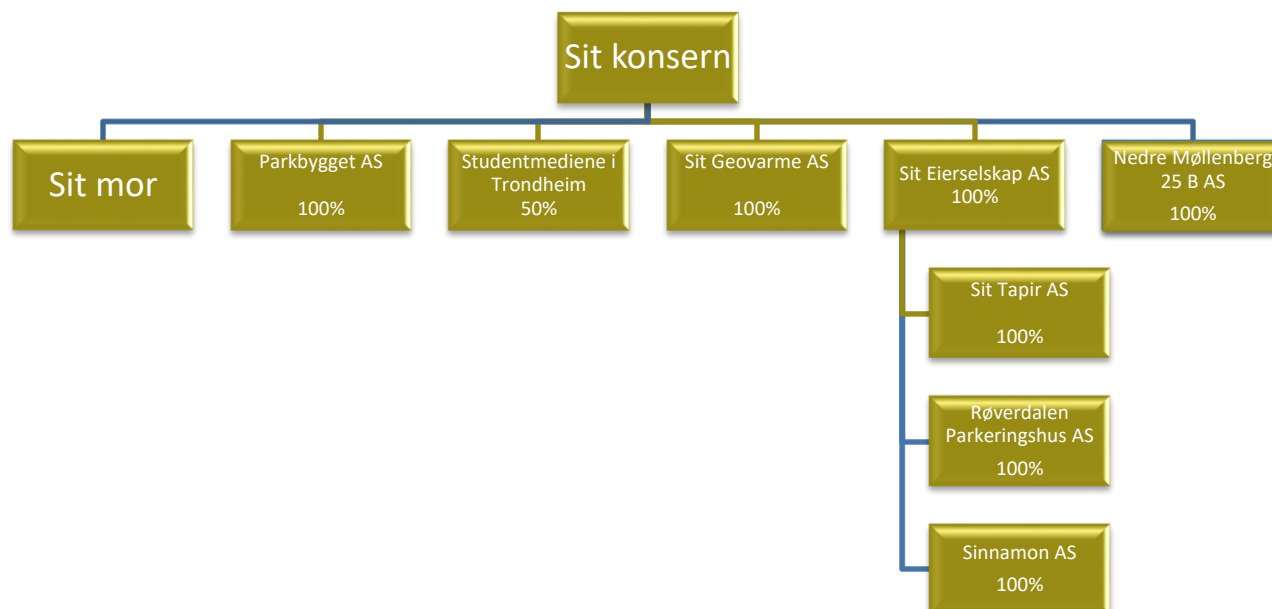 Sit konsern
Sit mor
Parkbygget AS
100%
Studentmediene i
Trondheim
50%
Sit Geovarme AS
100%
Sit Eierselskap AS
100%
Nedre Møllenberg
25 B AS
100%
Sit Tapir AS
100%
Røverdalen
Parkeringshus AS
100%
Sinnamon AS
100%